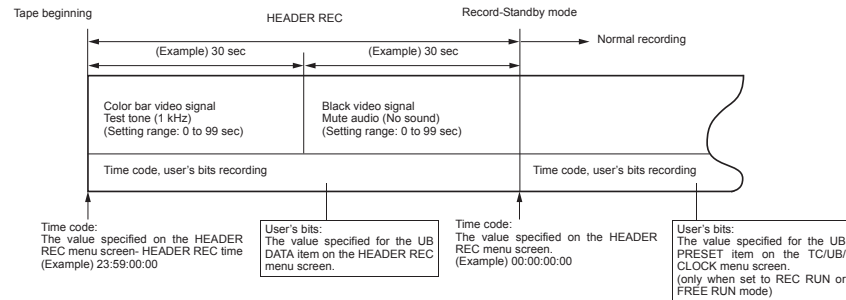 Tape beginning
HEADER REC
Record-Standby mode
Normal recording
(Example) 30 sec
(Example) 30 sec
Color bar video signal
Test tone (1 kHz)
(Setting range: 0 to 99 sec)
Black video signal
Mute audio (No sound)
(Setting range: 0 to 99 sec)
Time code, user's bits recording
Time code, user's bits recording
Time code:
The value specified on the HEADER
REC menu screen- HEADER REC time
(Example) 23:59:00:00
User's bits:
The value specified for the UB
DATA item on the HEADER REC
menu screen.
Time code:
The value specified on the HEADER
REC menu screen.
(Example) 00:00:00:00
User's bits:
The value specified for the UB
PRESET item on the TC/UB/
CLOCK menu screen.
(only when set to REC RUN or
FREE RUN mode)